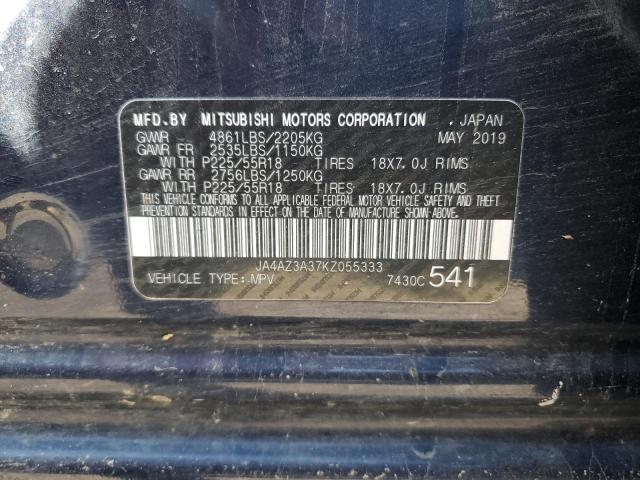 MFD.BY MITSUBISHI MOTORS CORPORATION . JAPAN
GVWR 4861LBS/2205KG MAY 2019
GAWR FR 2535LBS/1150KG
WITH P225/55R18 TIRES 18X7.0J RIMS
GAWR RR 2756LBS/1250KG
WITH P225/55R18 TIRES 18X7.0J RIMS
THIS VEHICLE CONFORMS TO ALL APPLICABLE FEDERAL MOTOR VEHICLE SAFETY AND THEFT
PREVENTION STANDARDS IN EFFECT ON THE DATE OF MANUFACTURE SHOWN ABOVE.
JA4AZ3A37KZ055333
VEHICLE TYPE:MPV 7430C 541